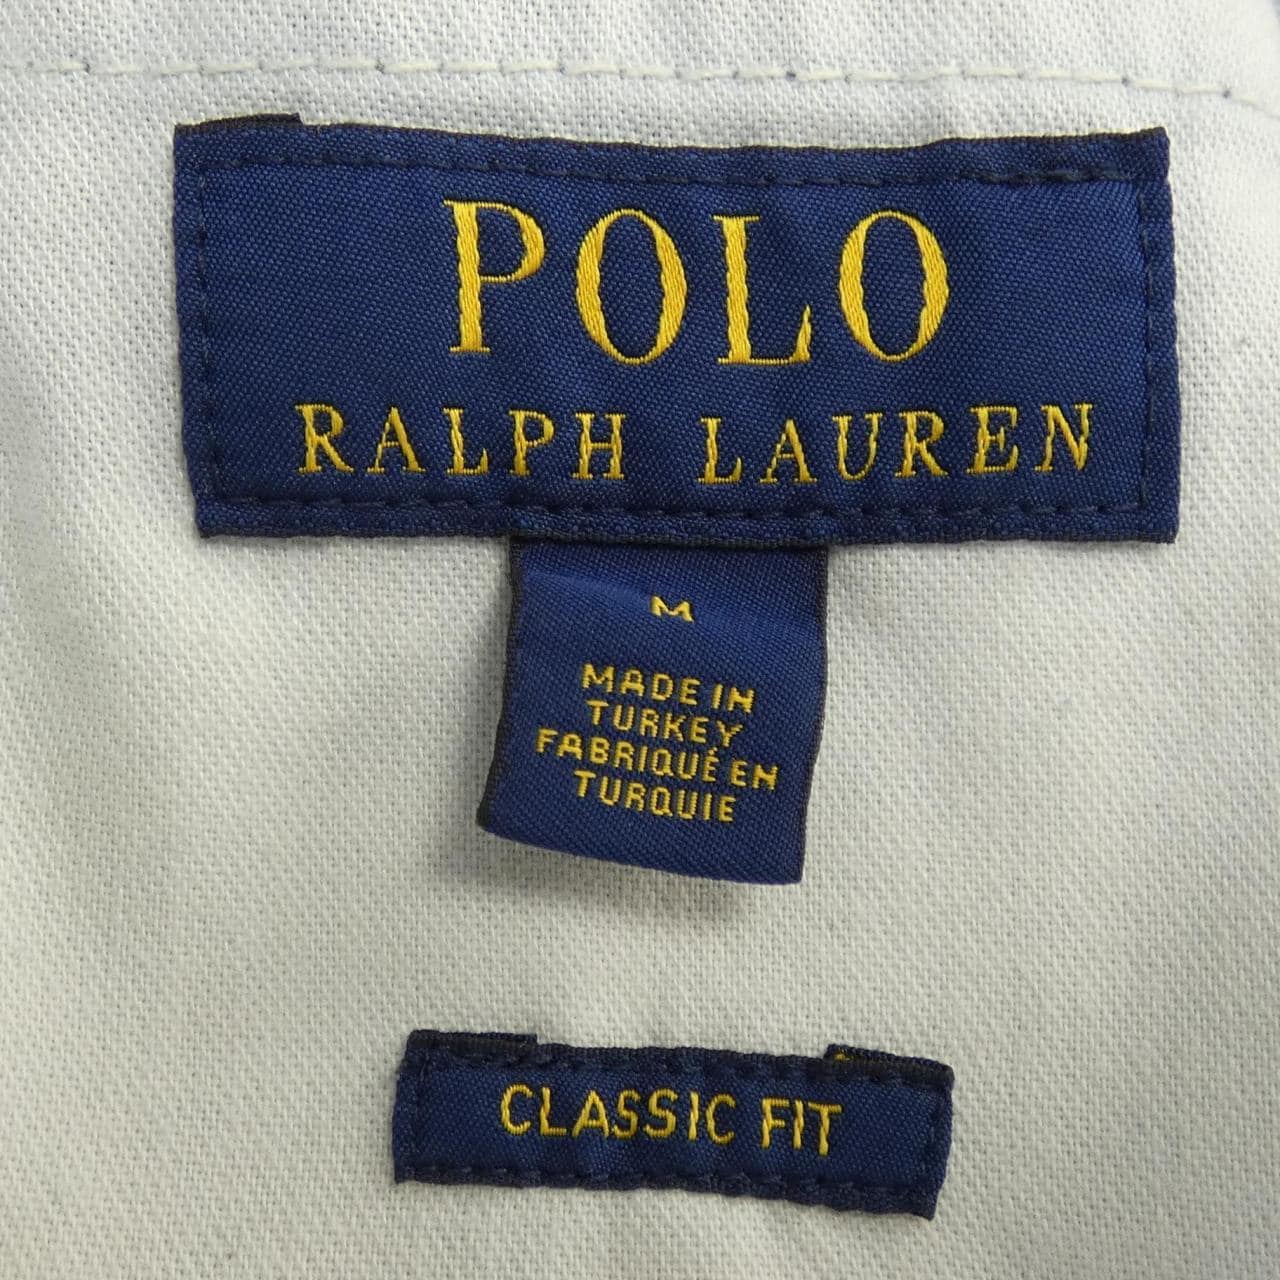 POLO
RALPH LAUREN
M
MADE IN
TURKEY
FABRIQUÉ EN
TURQUIE
CLASSIC FIT